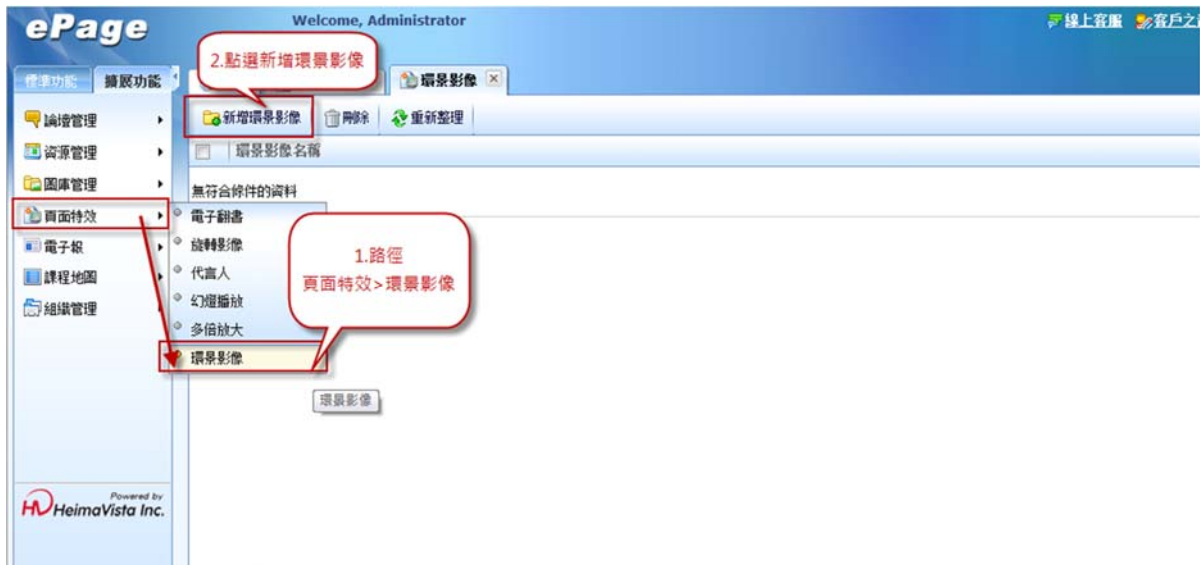 ePage
Welcome, Administrator
線上客服 客戶之
2.點選新增環景影像
標準功能 擴展功能
環景影像
新增環景影像 刪除 重新整理
環景影像名稱
無符合條件的資料
論壇管理
資源管理
圖庫管理
頁面特效
電子報
課程地圖
組織管理
電子翻書
旋轉影像
代言人
幻燈播放
多倍放大
環景影像
1.路徑
頁面特效>環景影像
環景影像
Powered by
HeimaVista Inc.